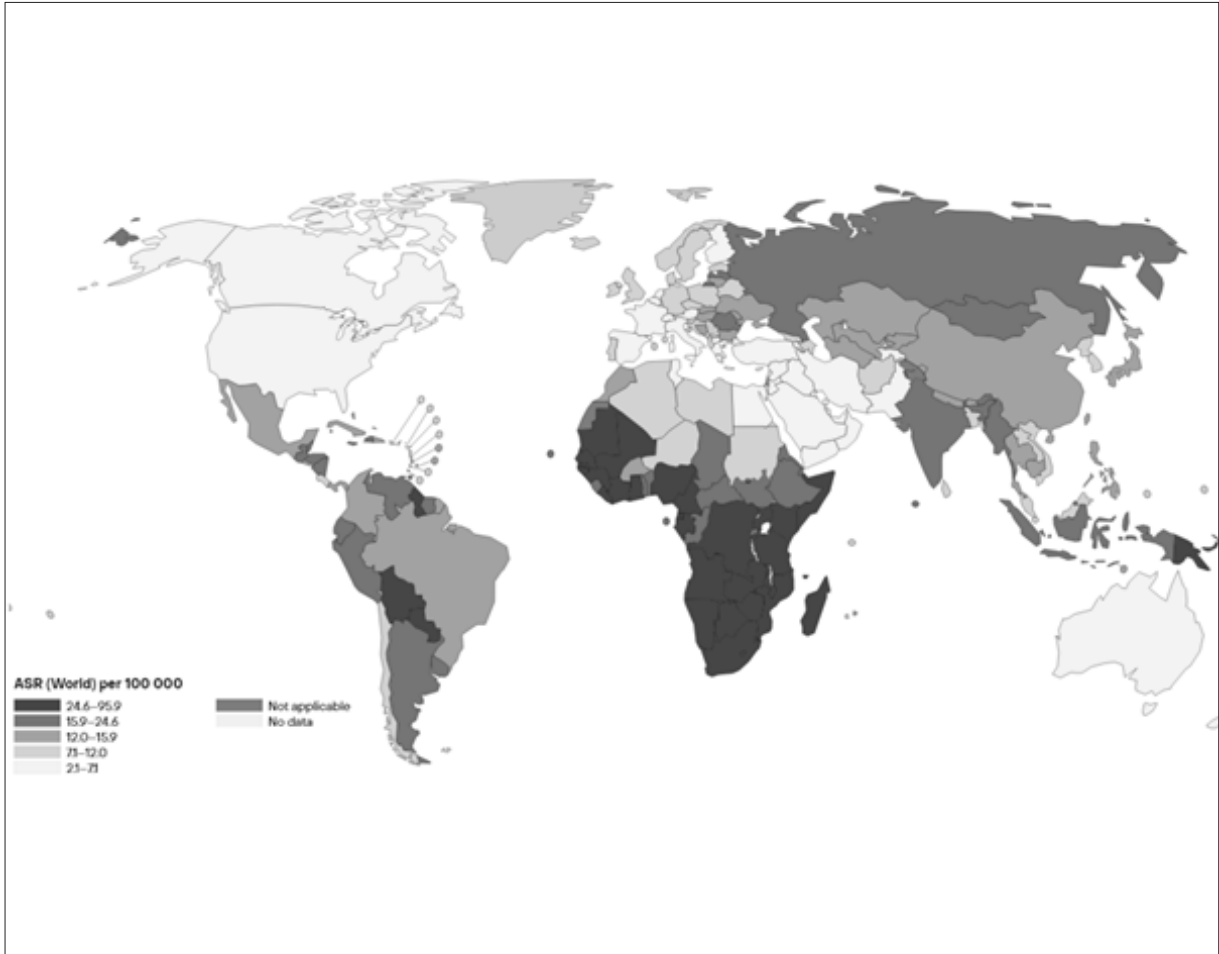 ASR (World) per 100 000
24.6–95.9
15.9–24.6
12.0–15.9
7.1–12.0
2.1–7.1
Not applicable
No data